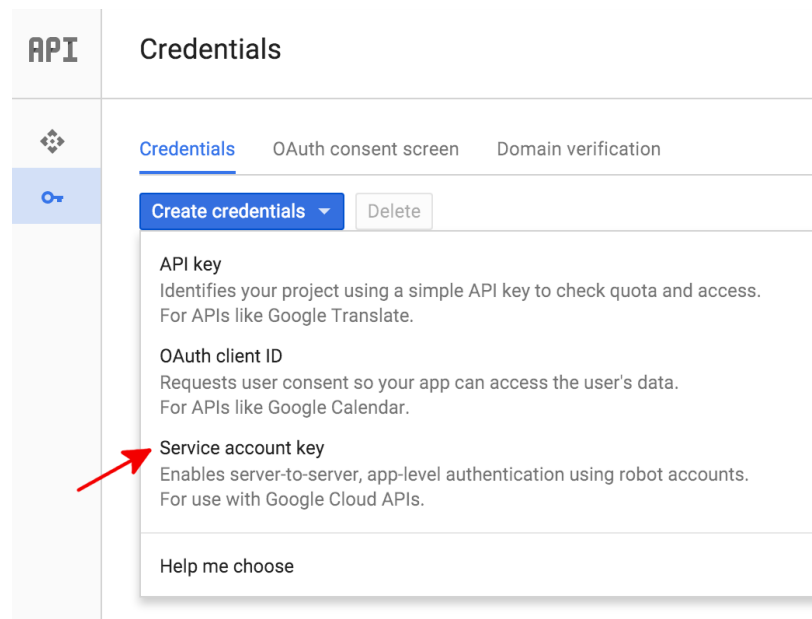 API
Credentials
Credentials OAuth consent screen Domain verification
Create credentials Delete
API key
Identifies your project using a simple API key to check quota and access.
For APIs like Google Translate.
OAuth client ID
Requests user consent so your app can access the user's data.
For APIs like Google Calendar.
Service account key
Enables server-to-server, app-level authentication using robot accounts.
For use with Google Cloud APIs.
Help me choose